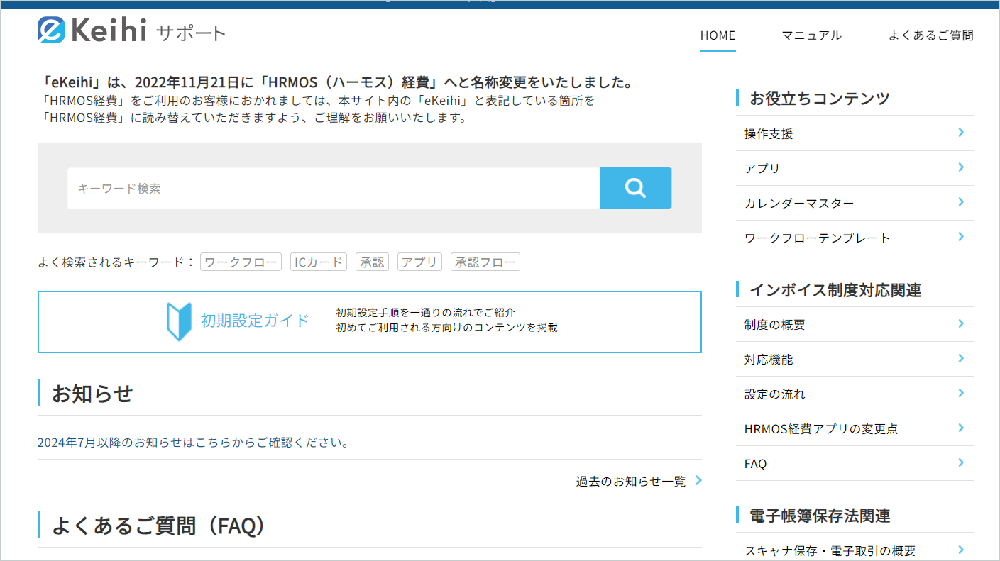 eKeihi サポート
HOME
マニュアル
よくあるご質問
「eKeihi」は、2022年11月21日に「HRMOS（ハーモス）経費」へと名称変更をいたしました。
「HRMOS経費」をご利用のお客様におかれましては、本サイト内の「eKeihi」と表記している箇所を
「HRMOS経費」に読み替えていただきますよう、ご理解をお願いいたします。
キーワード検索
よく検索されるキーワード： ワークフロー ICカード 承認 アプリ 承認フロー
初期設定ガイド
初期設定手順を一通りの流れでご紹介
初めてご利用される方向けのコンテンツを掲載
お知らせ
2024年7月以降のお知らせはこちらからご確認ください。
過去のお知らせ一覧
よくあるご質問（FAQ）
お役立ちコンテンツ
操作支援
アプリ
カレンダーマスター
ワークフローテンプレート
インボイス制度対応関連
制度の概要
対応機能
設定の流れ
HRMOS経費アプリの変更点
FAQ
電子帳簿保存法関連
スキャナ保存・電子取引の概要